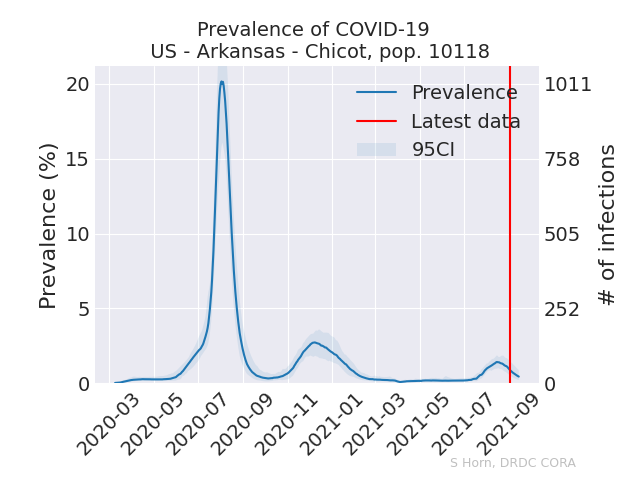 Prevalence of COVID-19
US - Arkansas - Chicot, pop. 10118
Prevalence
Latest data
95CI
Prevalence (%)
20
15
10
5
0
1011
758
505
252
0
# of infections
2020-03
2020-05
2020-07
2020-09
2020-11
2021-01
2021-03
2021-05
2021-07
2021-09
S Horn, DRDC CORA